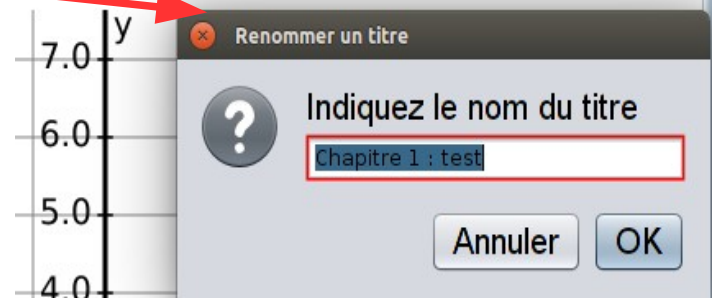 y
7.0
6.0
5.0
4.0
Renommer un titre
Indiquez le nom du titre
Chapitre 1 : test
Annuler
OK